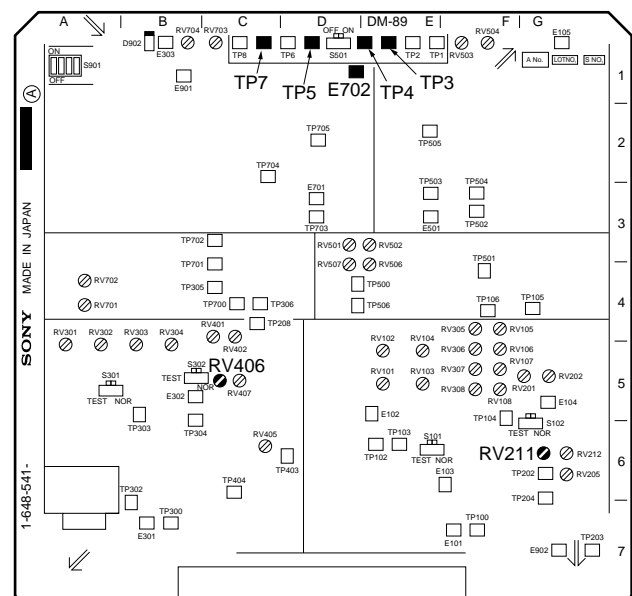 A B C D DM-89 E F G
RV704 RV703 OFF ON RV504 E105
D902 E303 TP8 TP6 S501 TP2 TP1 RV503
ON S901 OFF
A No. LOTNO. S NO.
E901 TP7 TP5 E702 TP4 TP3 1
A
TP705 TP505 2
TP704
E701 TP503 TP504
TP703 E501 TP502 3
MADE IN JAPAN
TP702 RV501 RV502
TP701 RV507 RV506 TP501
RV702 TP305 TP500
RV701 TP700 TP306 TP506 TP106 TP105 4
TP208
SONY
RV301 RV302 RV303 RV304 RV401 RV402 RV305 RV105
RV102 RV104 RV306 RV106
S302 RV406 RV107
S301 TEST NOR RV407 RV101 RV103 RV307 RV201 RV202 5
TEST NOR E302 RV308 RV108 E104
TP303 TP304 E102 TP104 S102
TEST NOR
RV405 TP103 S101
TP102 TEST NOR RV211 RV212 6
TP403 E103 TP202 RV205
TP404 TP204
1-648-541-
TP302 TP300
E301 E101 TP100
E902 TP203 7